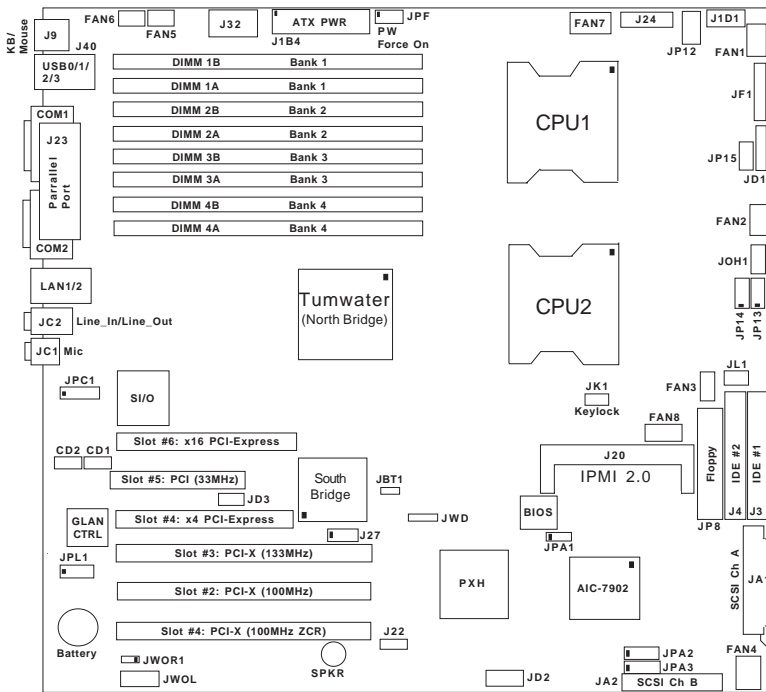 KB/
Mouse
J9
J40
FAN6
FAN5
J32
ATX PWR
J1B4
JPF
PW
Force On
FAN7
J24
JP12
J1D1
FAN1
USB0/1/
2/3
DIMM 1B Bank 1
DIMM 1A Bank 1
DIMM 2B Bank 2
DIMM 2A Bank 2
DIMM 3B Bank 3
DIMM 3A Bank 3
DIMM 4B Bank 4
DIMM 4A Bank 4
CPU1
JF1
JP15
JD1
COM1
J23
Parrallel
Port
COM2
FAN2
JOH1
JP14
JP13
LAN1/2
JC2
Line_In/Line_Out
JC1
Mic
Tumwater
(North Bridge)
CPU2
JPC1
SI/O
JK1
Keylock
FAN3
JL1
FAN8
Slot #6: x16 PCI-Express
CD2
CD1
Slot #5: PCI (33MHz)
JD3
South
Bridge
JBT1
J20
IPMI 2.0
Floppy
IDE #2
IDE #1
J4
J3
JP8
GLAN
CTRL
Slot #4: x4 PCI-Express
J27
JWD
BIOS
JPA1
JPL1
Slot #3: PCI-X (133MHz)
Slot #2: PCI-X (100MHz)
PXH
AIC-7902
SCSI Ch A
JA1
Battery
Slot #4: PCI-X (100MHz ZCR)
J22
JWOR1
JWOL
SPKR
JD2
JPA2
JPA3
JA2
SCSI Ch B
FAN4